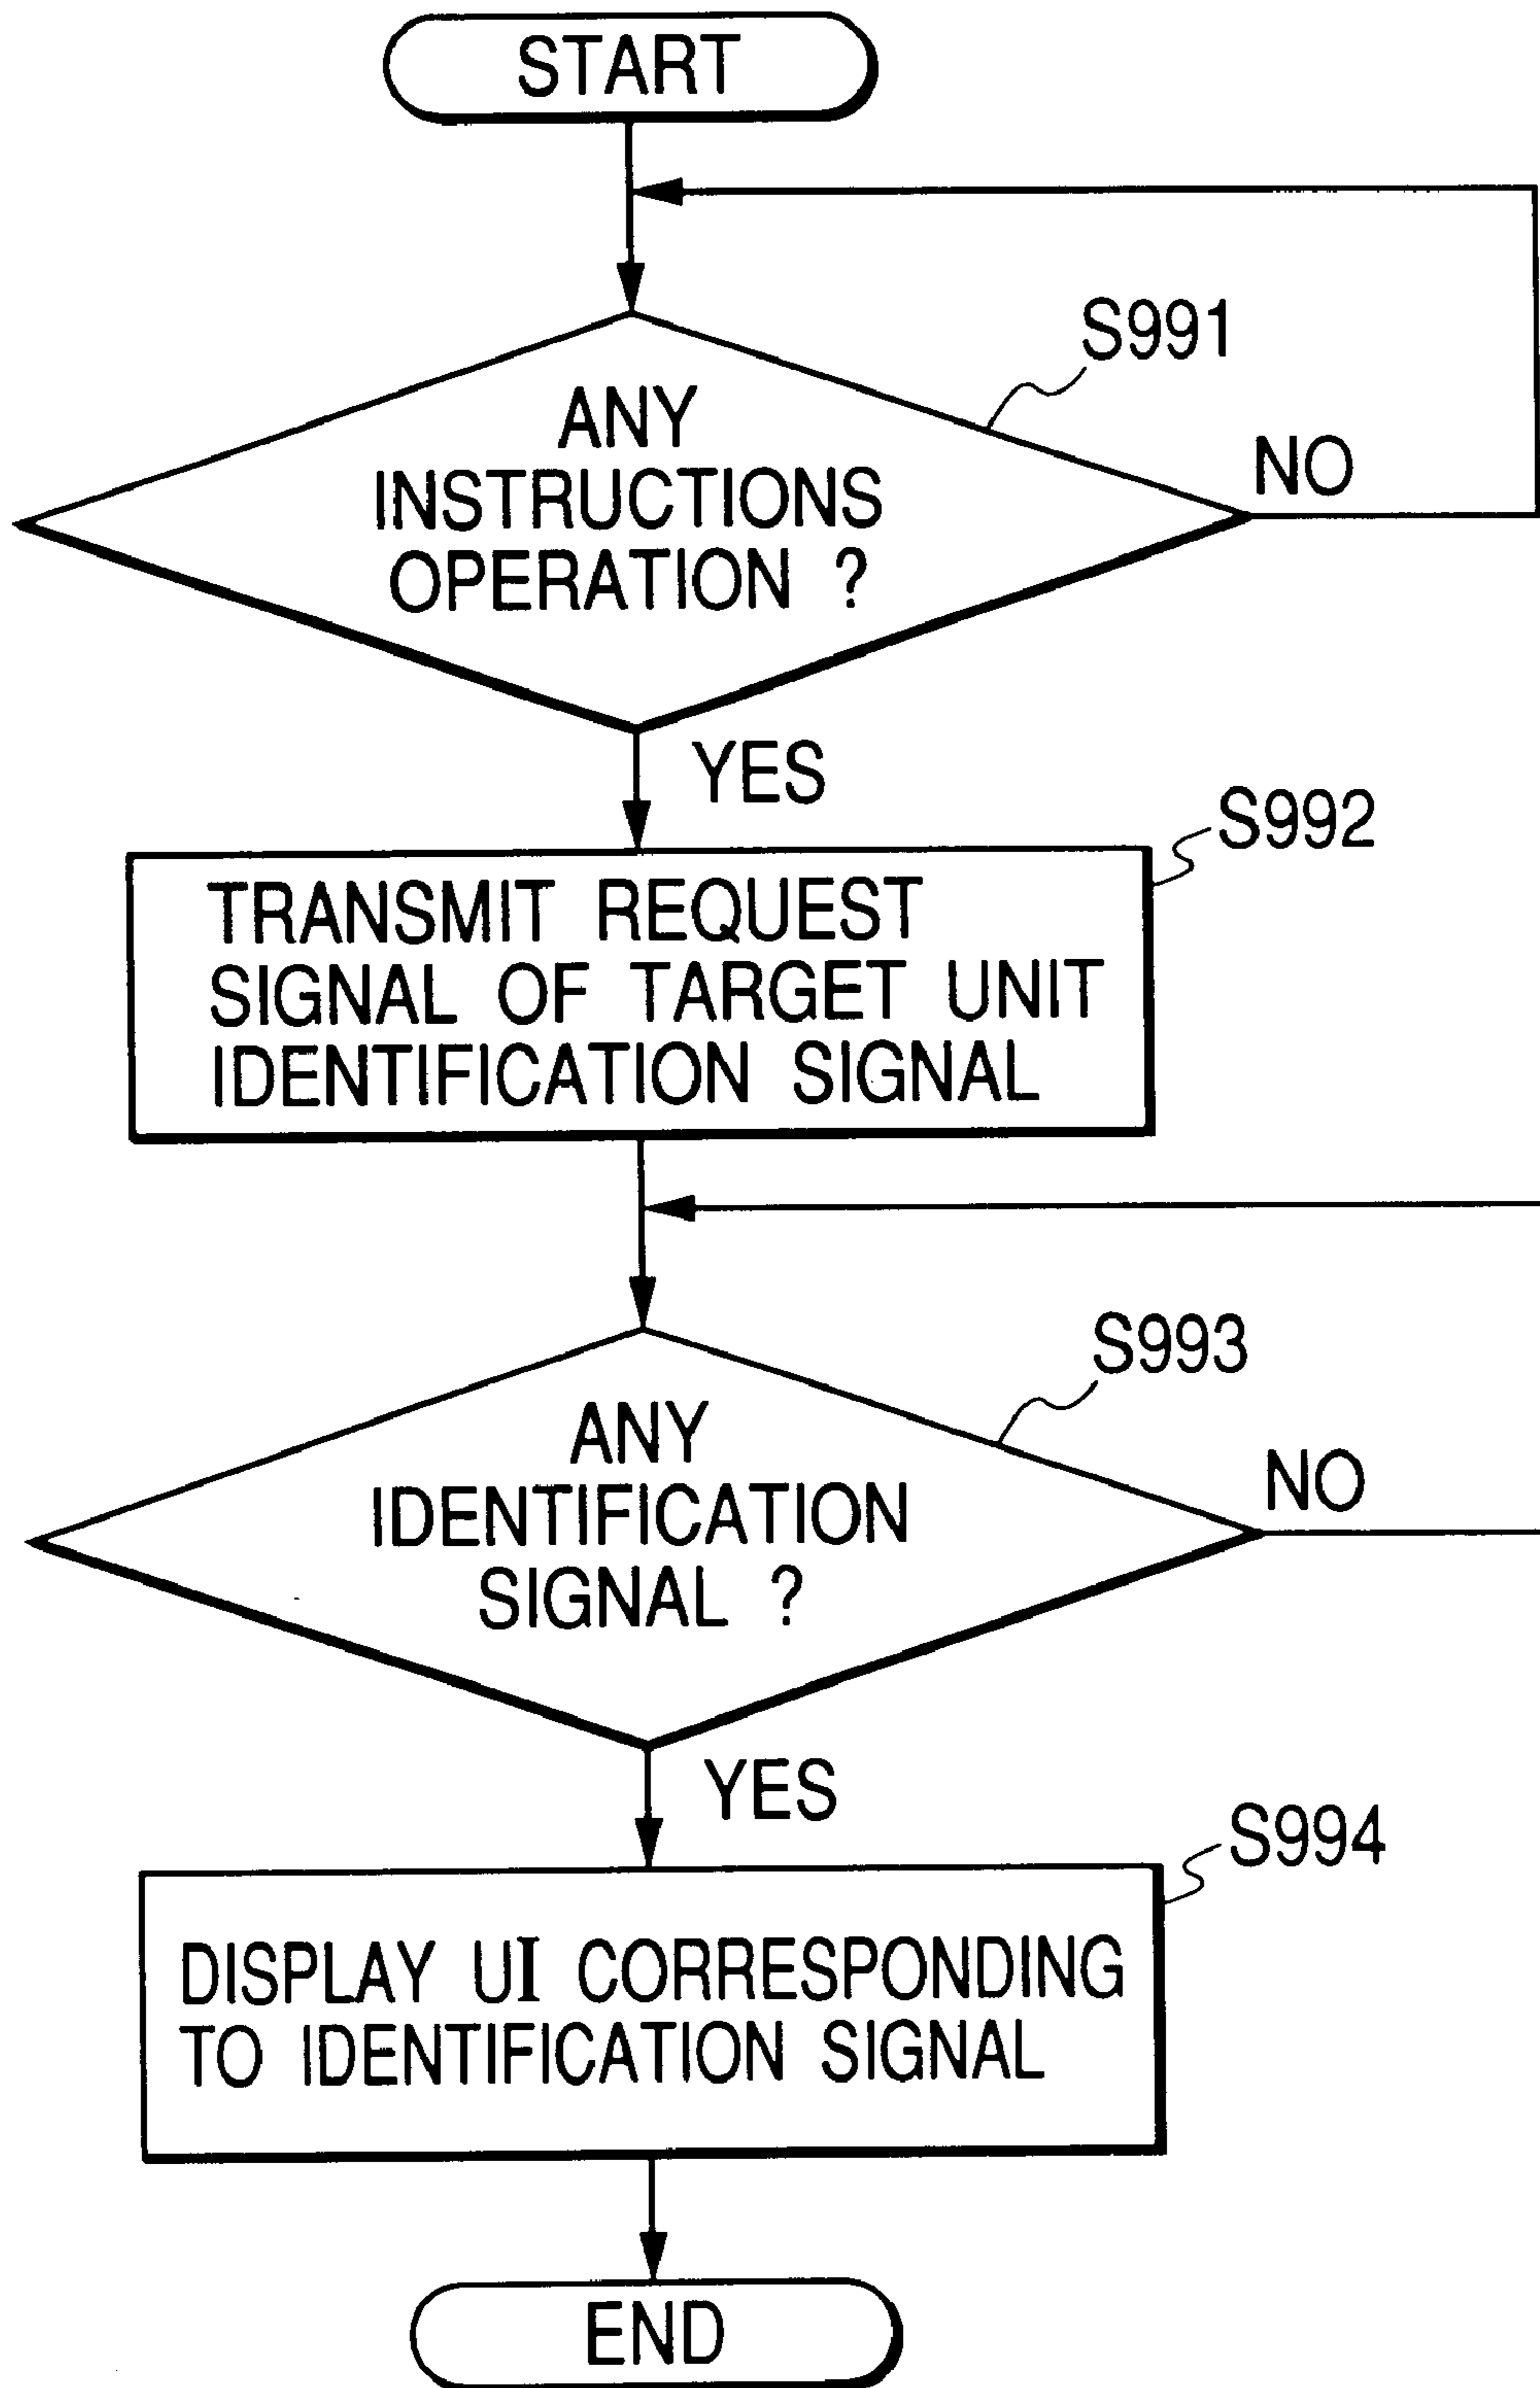 START
S991
ANY
INSTRUCTIONS
OPERATION ?
NO
YES
S992
TRANSMIT REQUEST
SIGNAL OF TARGET UNIT
IDENTIFICATION SIGNAL
S993
ANY
IDENTIFICATION
SIGNAL ?
NO
YES
S994
DISPLAY UI CORRESPONDING
TO IDENTIFICATION SIGNAL
END